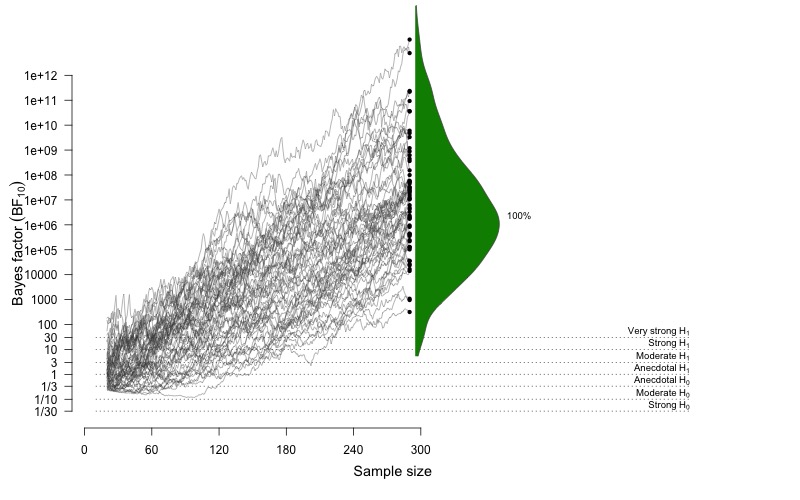 Bayes factor (BF₁₀)
1e+12
1e+11
1e+10
1e+09
1e+08
1e+07
1e+06
1e+05
10000
1000
100
30
10
3
1
1/3
1/10
1/30
100%
Very strong H₁
Strong H₁
Moderate H₁
Anecdotal H₁
Anecdotal H₀
Moderate H₀
Strong H₀
0 60 120 180 240 300
Sample size